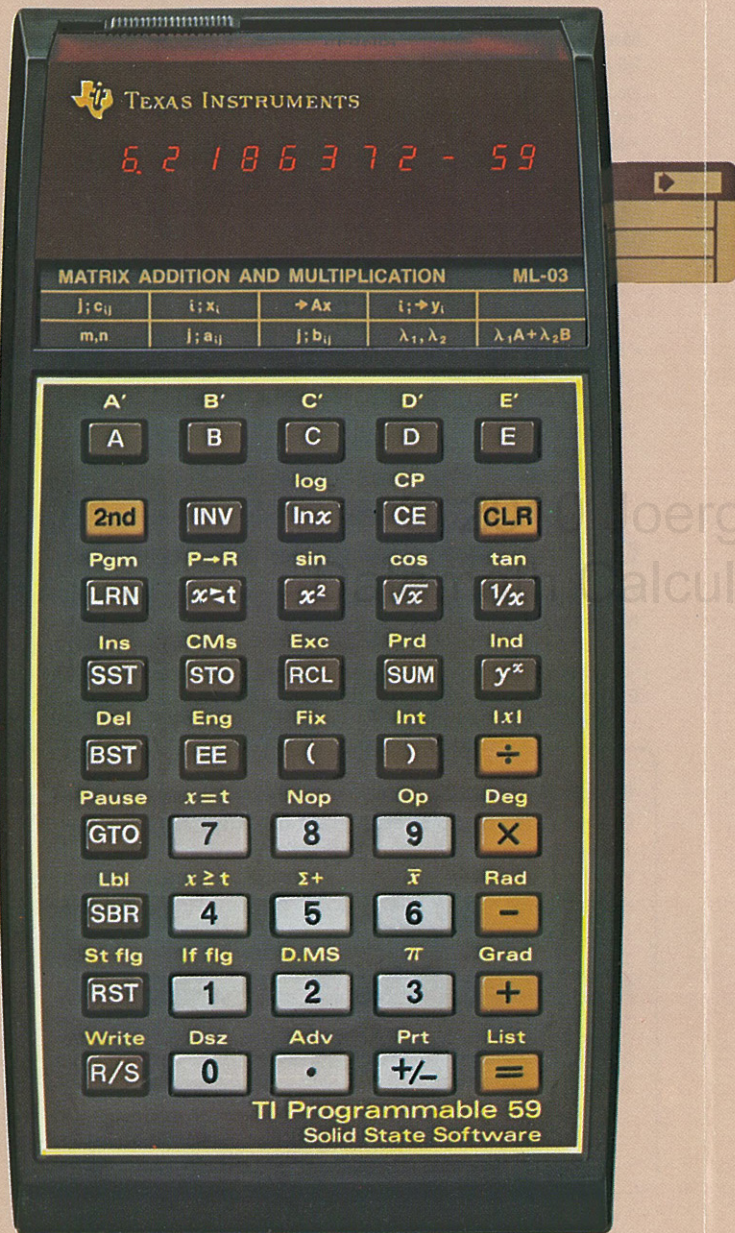 TEXAS INSTRUMENTS
6.2186372-59
MATRIX ADDITION AND MULTIPLICATION ML-03
j;cᵢⱼ i;xᵢ →Ax i;→yᵢ
m,n j;aᵢⱼ j;bᵢⱼ λ₁,λ₂ λ₁A+λ₂B
A′ B′ C′ D′ E′
A B C D E
log CP
2nd INV lnx CE CLR
Pgm P→R sin cos tan
LRN x⇄t x² √x 1/x
Ins CMs Exc Prd Ind
SST STO RCL SUM yˣ
Del Eng Fix Int |x|
BST EE ( ) ÷
Pause x=t Nop Op Deg
GTO 7 8 9 ×
Lbl x≥t Σ+ x̅ Rad
SBR 4 5 6 −
St flg If flg D.MS π Grad
RST 1 2 3 +
Write Dsz Adv Prt List
R/S 0 . +/− =
TI Programmable 59
Solid State Software